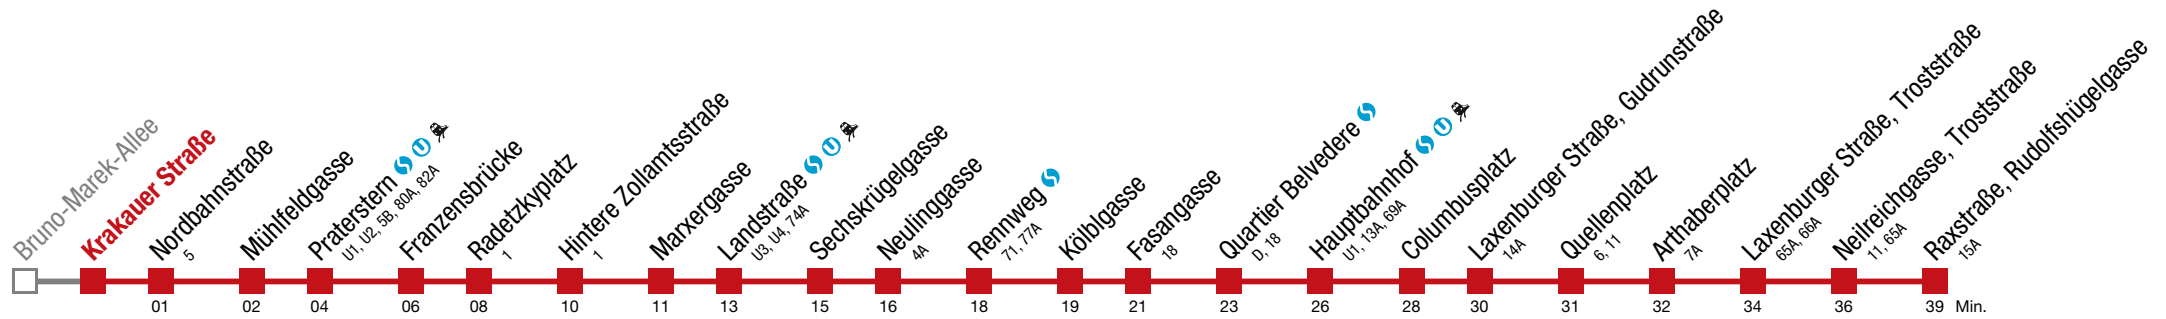 Bruno-Marek-Allee
Krakauer Straße
Nordbahnstraße
5
Mühlfeldgasse
Praterstern
U1, U2, 5B, 80A, 82A
Franzensbrücke
Radetzkyplatz
1
Hintere Zollamtsstraße
1
Marxergasse
Landstraße
U3, U4, 74A
Sechskrügelgasse
Neulinggasse
4A
Rennweg
71, 77A
Kölblgasse
Fasangasse
18
Quartier Belvedere
D, 18
Hauptbahnhof
U1, 13A, 69A
Columbusplatz
Laxenburger Straße, Gudrunstraße
14A
Quellenplatz
6, 11
Arthaberplatz
7A
Laxenburger Straße, Troststraße
65A, 66A
Neilreichgasse, Troststraße
11, 65A
Raxstraße, Rudolfshügelgasse
15A
01 02 04 06 08 10 11 13 15 16 18 19 21 23 26 28 30 31 32 34 36 39 Min.